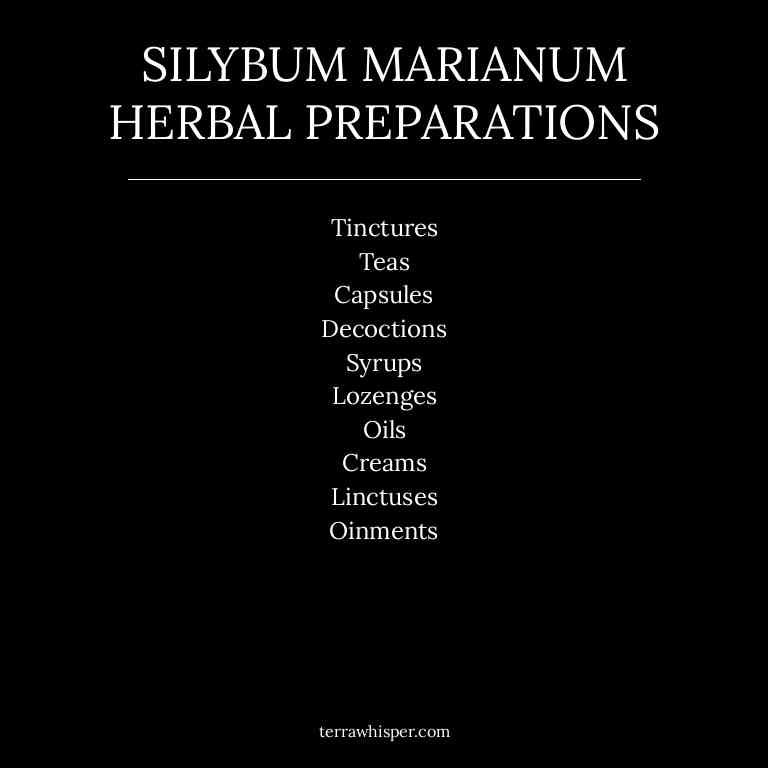 SILYBUM MARIANUM
HERBAL PREPARATIONS
Tinctures
Teas
Capsules
Decoctions
Syrups
Lozenges
Oils
Creams
Linctuses
Oinments
terrawhisper.com